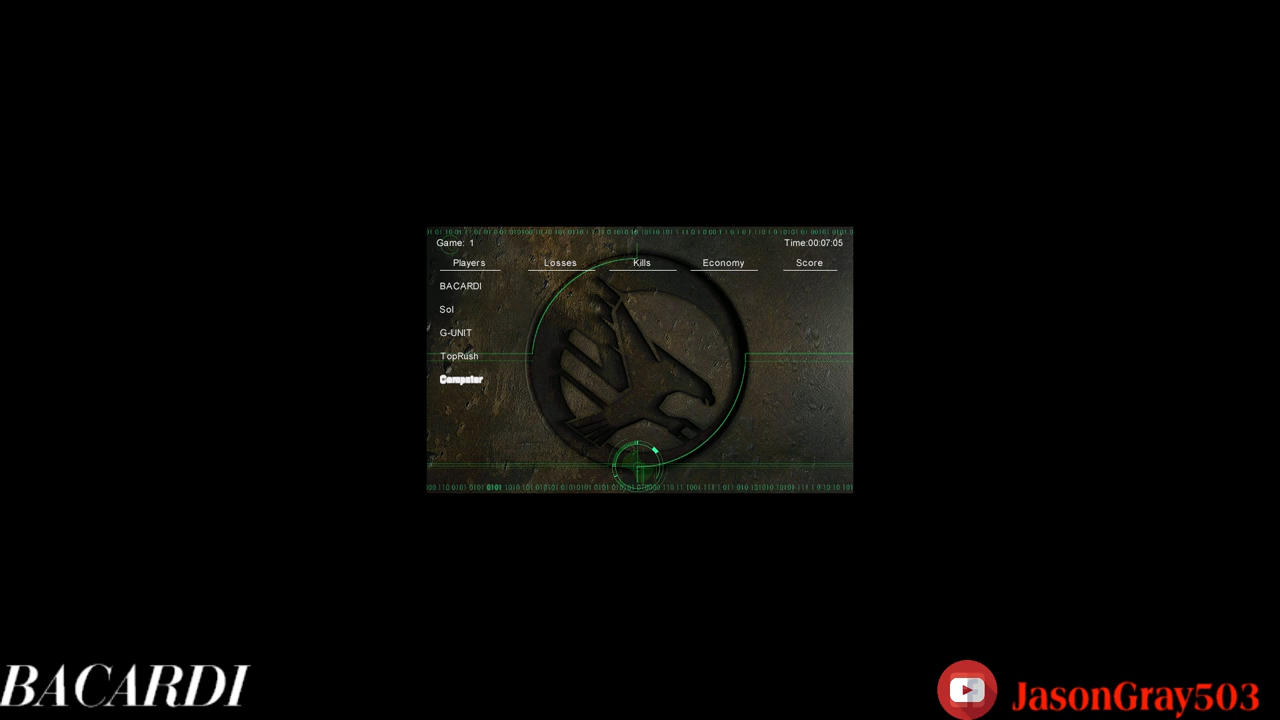 Game: 1 Time:00:07:05
Players Losses Kills Economy Score
BACARDI
Sol
G-UNIT
TopRush
Computer
BACARDI
JasonGray503